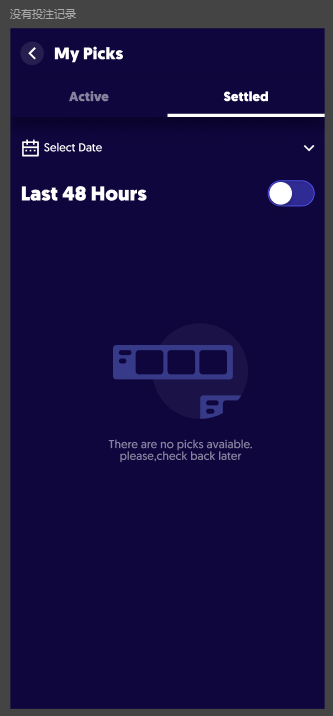 没有投注记录
My Picks
Active Settled
Select Date
Last 48 Hours
There are no picks avaiable.
please,check back later